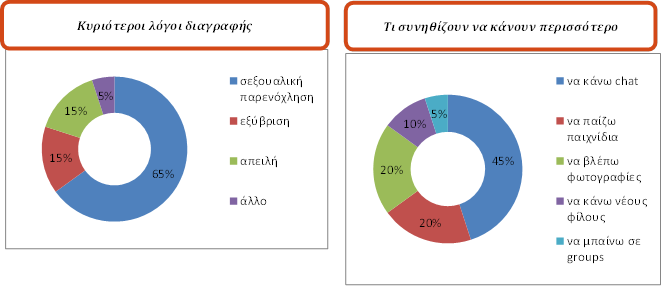 Κυριότεροι λόγοι διαγραφής
5%
15%
15%
65%
σεξουαλική
παρενόχληση
εξύβριση
απειλή
άλλο
Τι συνηθίζουν να κάνουν περισσότερο
5%
10%
20%
20%
45%
να κάνω chat
να παίζω
παιχνίδια
να βλέπω
φωτογραφίες
να κάνω νέους
φίλους
να μπαίνω σε
groups